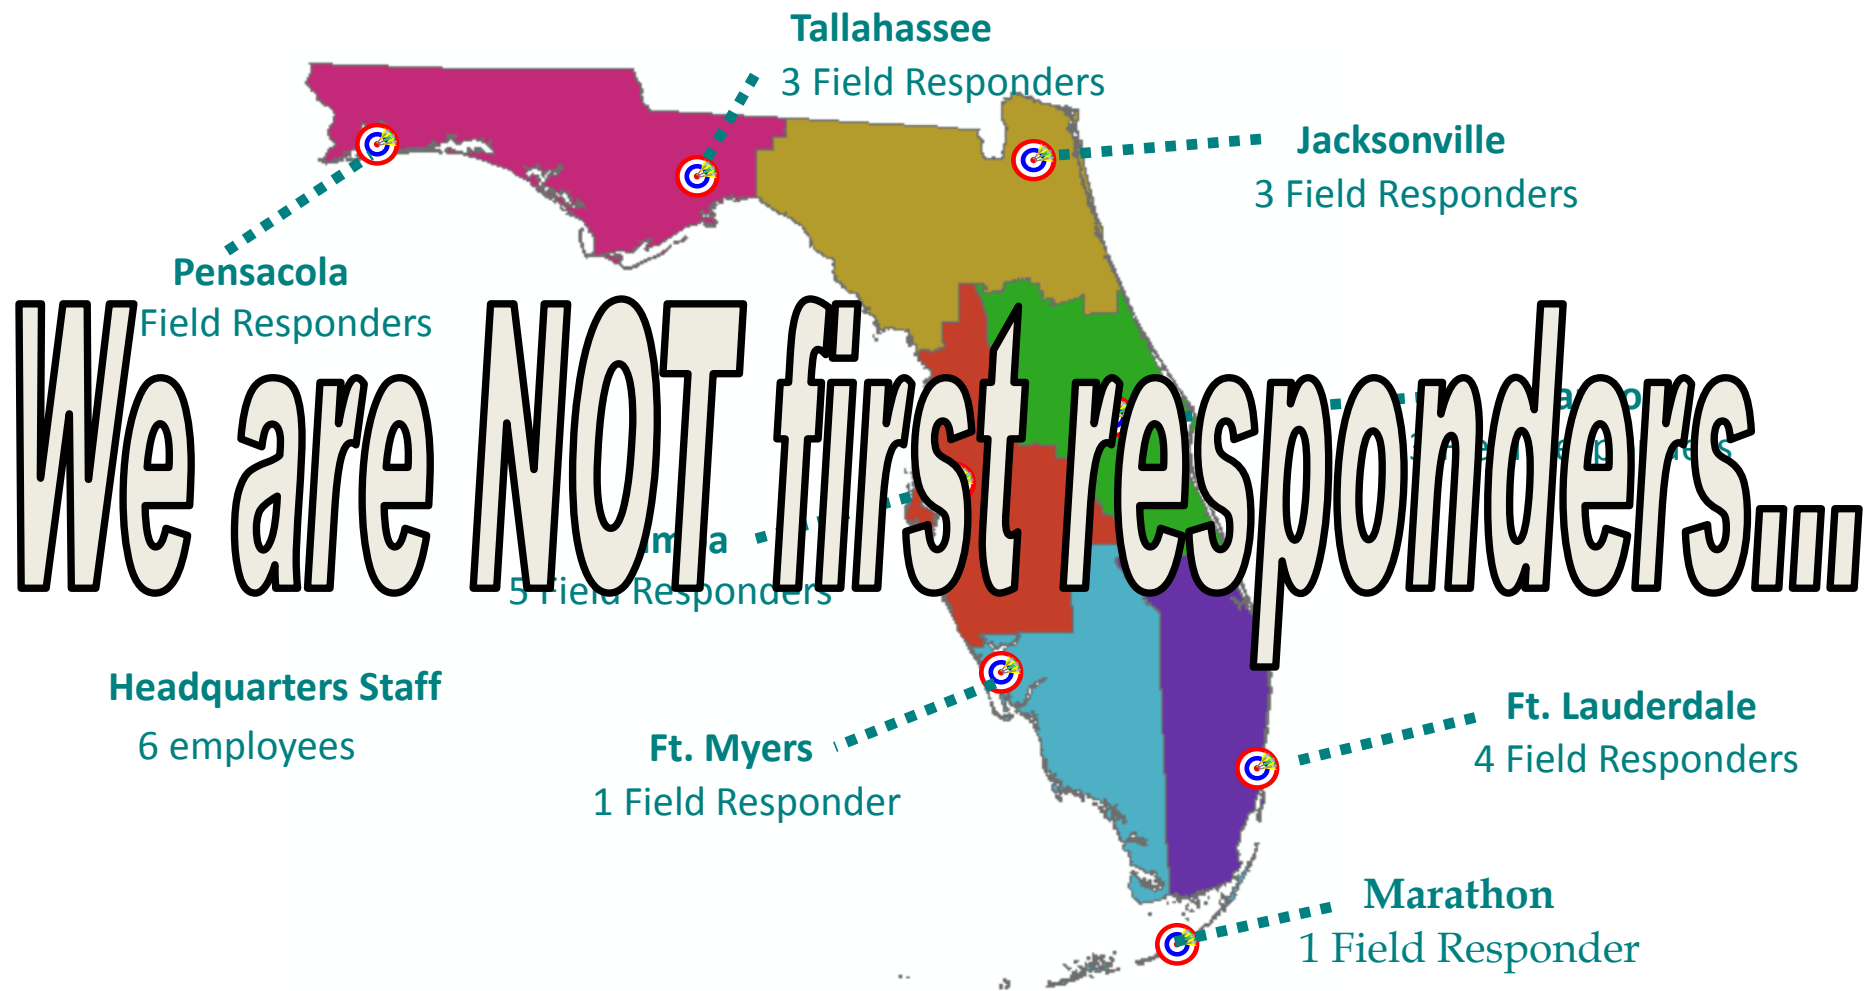 Tallahassee
3 Field Responders
Jacksonville
3 Field Responders
Pensacola
Field Responders
We are NOT first responders...
5 Field Responders
Headquarters Staff
6 employees
Ft. Myers
1 Field Responder
Ft. Lauderdale
4 Field Responders
Marathon
1 Field Responder